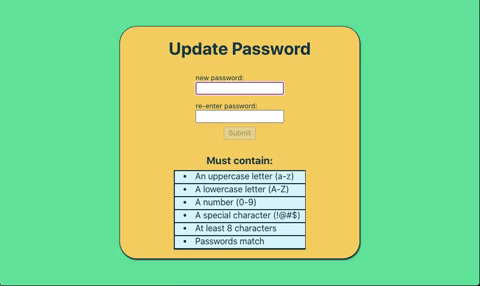 Update Password
new password:
re-enter password:
Submit
Must contain:
• An uppercase letter (a-z)
• A lowercase letter (A-Z)
• A number (0-9)
• A special character (!@#$)
• At least 8 characters
• Passwords match